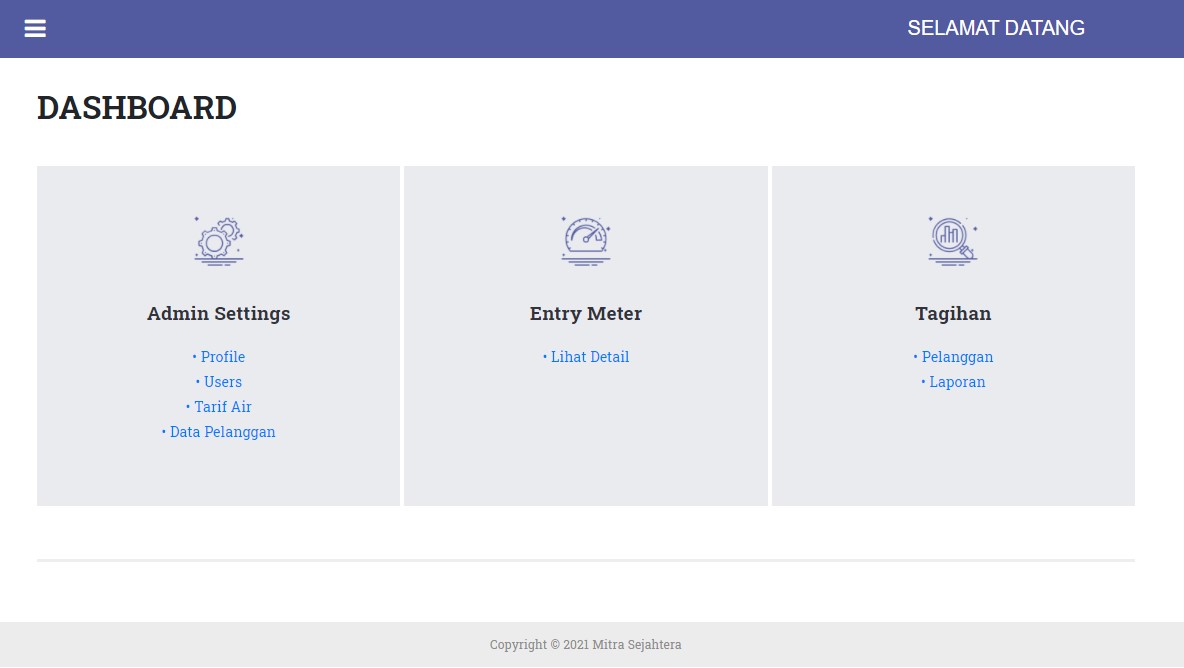 SELAMAT DATANG
DASHBOARD
Admin Settings
• Profile
• Users
• Tarif Air
• Data Pelanggan
Entry Meter
• Lihat Detail
Tagihan
• Pelanggan
• Laporan
Copyright © 2021 Mitra Sejahtera